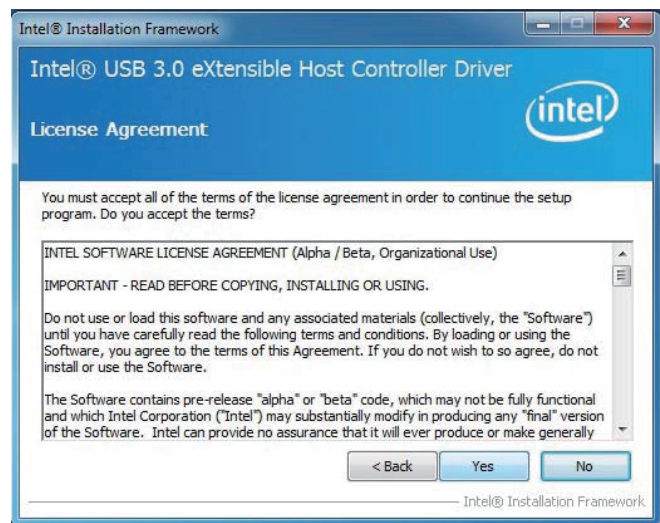 Intel® Installation Framework
Intel® USB 3.0 eXtensible Host Controller Driver
intel
License Agreement
You must accept all of the terms of the license agreement in order to continue the setup
program. Do you accept the terms?
INTEL SOFTWARE LICENSE AGREEMENT (Alpha / Beta, Organizational Use)
IMPORTANT - READ BEFORE COPYING, INSTALLING OR USING.
Do not use or load this software and any associated materials (collectively, the "Software")
until you have carefully read the following terms and conditions. By loading or using the
Software, you agree to the terms of this Agreement. If you do not wish to so agree, do not
install or use the Software.
The Software contains pre-release "alpha" or "beta" code, which may not be fully functional
and which Intel Corporation ("Intel") may substantially modify in producing any "final" version
of the Software. Intel can provide no assurance that it will ever produce or make generally
< Back Yes No
Intel® Installation Framework